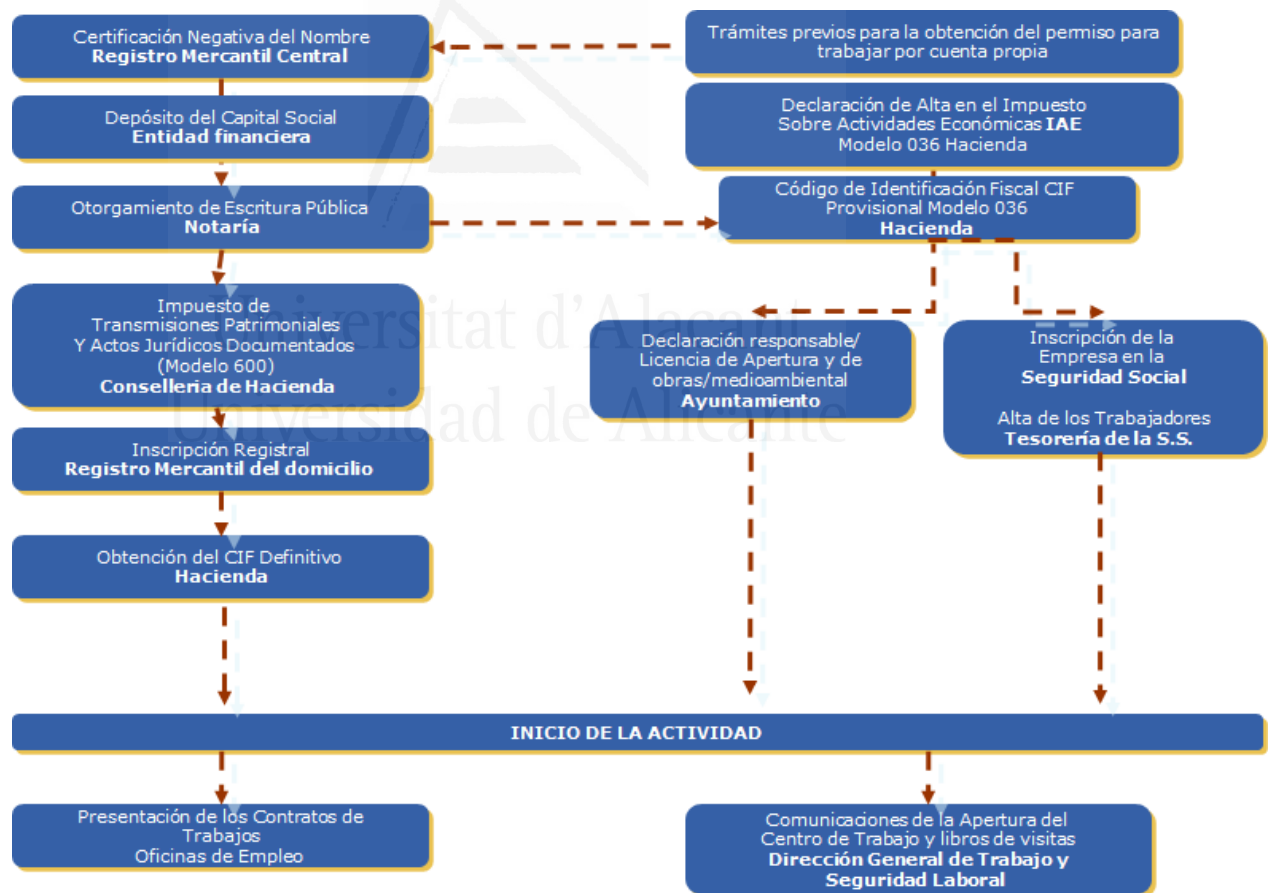 Certificación Negativa del Nombre
Registro Mercantil Central
Trámites previos para la obtención del permiso para
trabajar por cuenta propia
Depósito del Capital Social
Entidad financiera
Declaración de Alta en el Impuesto
Sobre Actividades Económicas IAE
Modelo 036 Hacienda
Otorgamiento de Escritura Pública
Notaría
Código de Identificación Fiscal CIF
Provisional Modelo 036
Hacienda
Impuesto de
Transmisiones Patrimoniales
Y Actos Jurídicos Documentados
(Modelo 600)
Conselleria de Hacienda
Declaración responsable/
Licencia de Apertura y de
obras/medioambiental
Ayuntamiento
Inscripción de la
Empresa en la
Seguridad Social
Alta de los Trabajadores
Tesorería de la S.S.
Universitat d'Alacant
Universidad de Alicante
Inscripción Registral
Registro Mercantil del domicilio
Obtención del CIF Definitivo
Hacienda
INICIO DE LA ACTIVIDAD
Presentación de los Contratos de
Trabajos
Oficinas de Empleo
Comunicaciones de la Apertura del
Centro de Trabajo y libros de visitas
Dirección General de Trabajo y
Seguridad Laboral